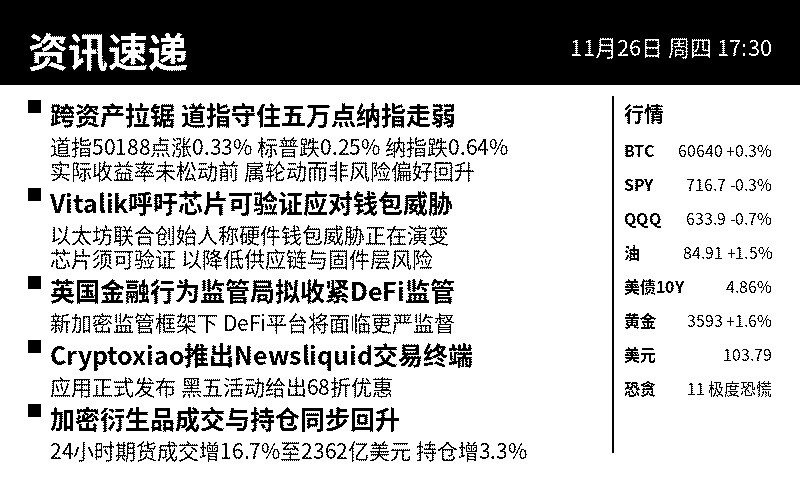 资讯速递
11月26日 周四 17:30
跨资产拉锯 道指守住五万点纳指走弱
道指50188点涨0.33% 标普跌0.25% 纳指跌0.64%
实际收益率未松动前 属轮动而非风险偏好回升
Vitalik呼吁芯片可验证应对钱包威胁
以太坊联合创始人称硬件钱包威胁正在演变
芯片须可验证 以降低供应链与固件层风险
英国金融行为监管局拟收紧DeFi监管
新加密监管框架下 DeFi平台将面临更严监督
Cryptoxiao推出Newsliquid交易终端
应用正式发布 黑五活动给出68折优惠
加密衍生品成交与持仓同步回升
24小时期货成交增16.7%至2362亿美元 持仓增3.3%
行情
BTC 60640 +0.3%
SPY 716.7 -0.3%
QQQ 633.9 -0.7%
油 84.91 +1.5%
美债10Y 4.86%
黄金 3593 +1.6%
美元 103.79
恐贪 11 极度恐慌